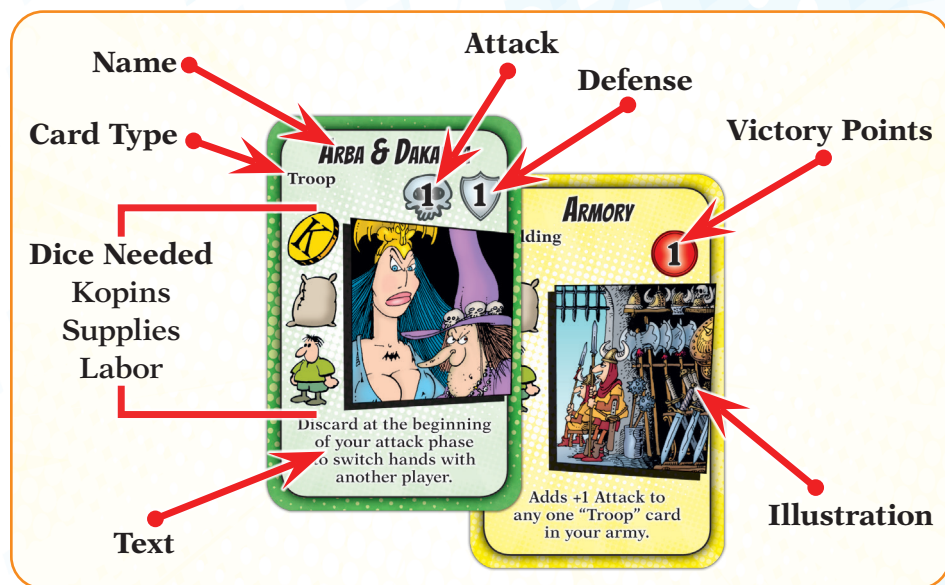 Attack
Name
Defense
Card Type
Victory Points
ARBA & DAKA
Troop
1
1
ARMORY
1
Dice Needed
Kopins
Supplies
Labor
K
Discard at the beginning
of your attack phase
to switch hands with
another player.
Adds +1 Attack to
any one “Troop” card
in your army.
Illustration
Text